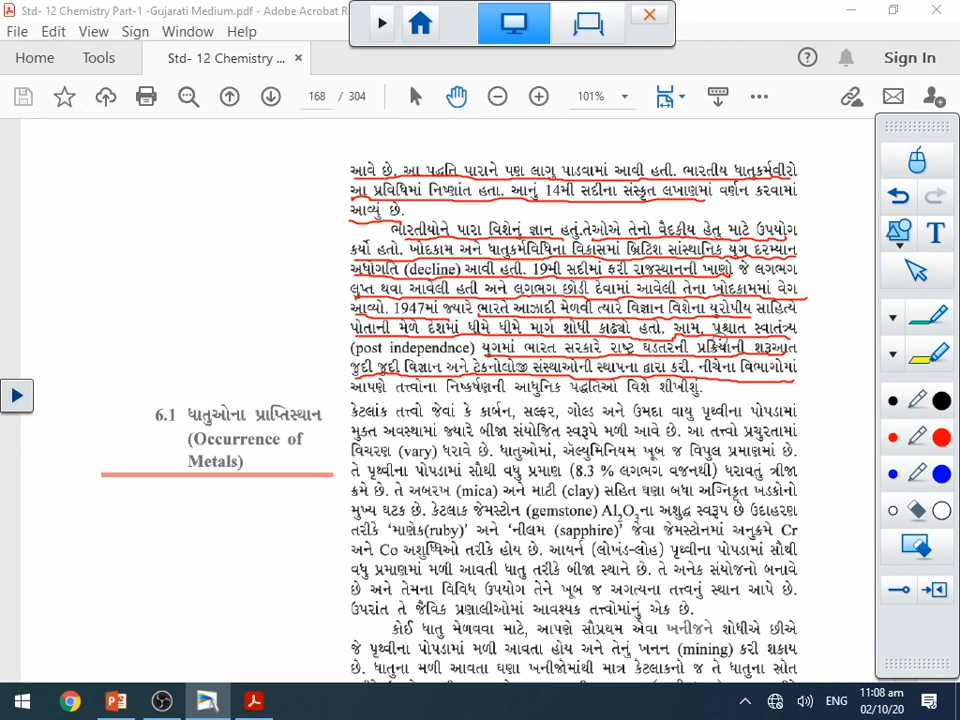 Std- 12 Chemistry Part-1 -Gujarati Medium.pdf - Adobe Acrobat R
File Edit View Sign Window Help
Home Tools Std- 12 Chemistry ... × Sign In
168 / 304 101%
આવે છે. આ પદ્ધતિ પારાને પણ લાગુ પાડવામાં આવી હતી. ભારતીય ધાતુકર્મવીરો
આ પ્રવિધિમાં નિષ્ણાંત હતા. આનું 14મી સદીના સંસ્કૃત લખાણમાં વર્ણન કરવામાં
આવ્યું છે.
ભારતીયોને પારા વિશેનું જ્ઞાન હતું.તેઓએ તેનો વૈદકીય હેતુ માટે ઉપયોગ
કર્યો હતો. ખોદકામ અને ધાતુકર્મવિધિના વિકાસમાં બ્રિટિશ સાંસ્થાનિક યુગ દરમ્યાન
અધોગતિ (decline) આવી હતી. 19મી સદીમાં ફરી રાજસ્થાનની ખાણો જે લગભગ
લુપ્ત થવા આવેલી હતી અને લગભગ છોડી દેવામાં આવેલી તેના ખોદકામમાં વેગ
આવ્યો. 1947માં જ્યારે ભારતે આઝાદી મેળવી ત્યારે વિજ્ઞાન વિશેના યુરોપીય સાહિત્યે
પોતાની મેળે દેશમાં ધીમે ધીમે માર્ગ શોધી કાઢ્યો હતો. આમ, પશ્ચાત સ્વાતંત્ર્ય
(post independnce) યુગમાં ભારત સરકારે રાષ્ટ્ર ઘડતરની પ્રક્રિયાની શરૂઆત
જુદી જુદી વિજ્ઞાન અને ટેક્નોલૉજી સંસ્થાઓની સ્થાપના દ્વારા કરી. નીચેના વિભાગોમાં
આપણે તત્ત્વોના નિષ્કર્ષણની આધુનિક પદ્ધતિઓ વિશે શીખીશું.
6.1 ધાતુઓના પ્રાપ્તિસ્થાન
(Occurrence of
Metals)
કેટલાંક તત્ત્વો જેવાં કે કાર્બન, સલ્ફર, ગોલ્ડ અને ઉમદા વાયુ પૃથ્વીના પોપડામાં
મુક્ત અવસ્થામાં જ્યારે બીજા સંયોજિત સ્વરૂપે મળી આવે છે. આ તત્ત્વો પ્રચુરતામાં
વિચરણ (vary) ધરાવે છે. ધાતુઓમાં, ઍલ્યુમિનિયમ ખૂબ જ વિપુલ પ્રમાણમાં છે.
તે પૃથ્વીના પોપડામાં સૌથી વધુ પ્રમાણ (8.3 % લગભગ વજનથી) ધરાવતું ત્રીજા
ક્રમે છે. તે અબરખ (mica) અને માટી (clay) સહિત ઘણા બધા અગ્નિકૃત ખડકોનો
મુખ્ય ઘટક છે. કેટલાક જેમસ્ટોન (gemstone) Al₂O₃ના અશુદ્ધ સ્વરૂપ છે ઉદાહરણ
તરીકે 'માણેક(ruby)' અને 'નીલમ (sapphire)' જેવા જેમસ્ટોનમાં અનુક્રમે Cr
અને Co અશુધ્ધિઓ તરીકે હોય છે. આયર્ન (લોખંડ-લોહ) પૃથ્વીના પોપડામાં સૌથી
વધુ પ્રમાણમાં મળી આવતી ધાતુ તરીકે બીજા સ્થાને છે. તે અનેક સંયોજનો બનાવે
છે અને તેમના વિવિધ ઉપયોગ તેને ખૂબ જ અગત્યના તત્ત્વનું સ્થાન આપે છે.
ઉપરાંત તે જૈવિક પ્રણાલીઓમાં આવશ્યક તત્ત્વોમાંનું એક છે.
કોઈ ધાતુ મેળવવા માટે, આપણે સૌપ્રથમ એવા ખનીજને શોધીએ છીએ
જે પૃથ્વીના પોપડામાં મળી આવતા હોય અને તેનું ખનન (mining) કરી શકાય
છે. ધાતુના મળી આવતા ઘણા ખનીજોમાંથી માત્ર કેટલાકનો જ તે ધાતુના સ્રોત
T
ENG
11:08 am
02/10/20